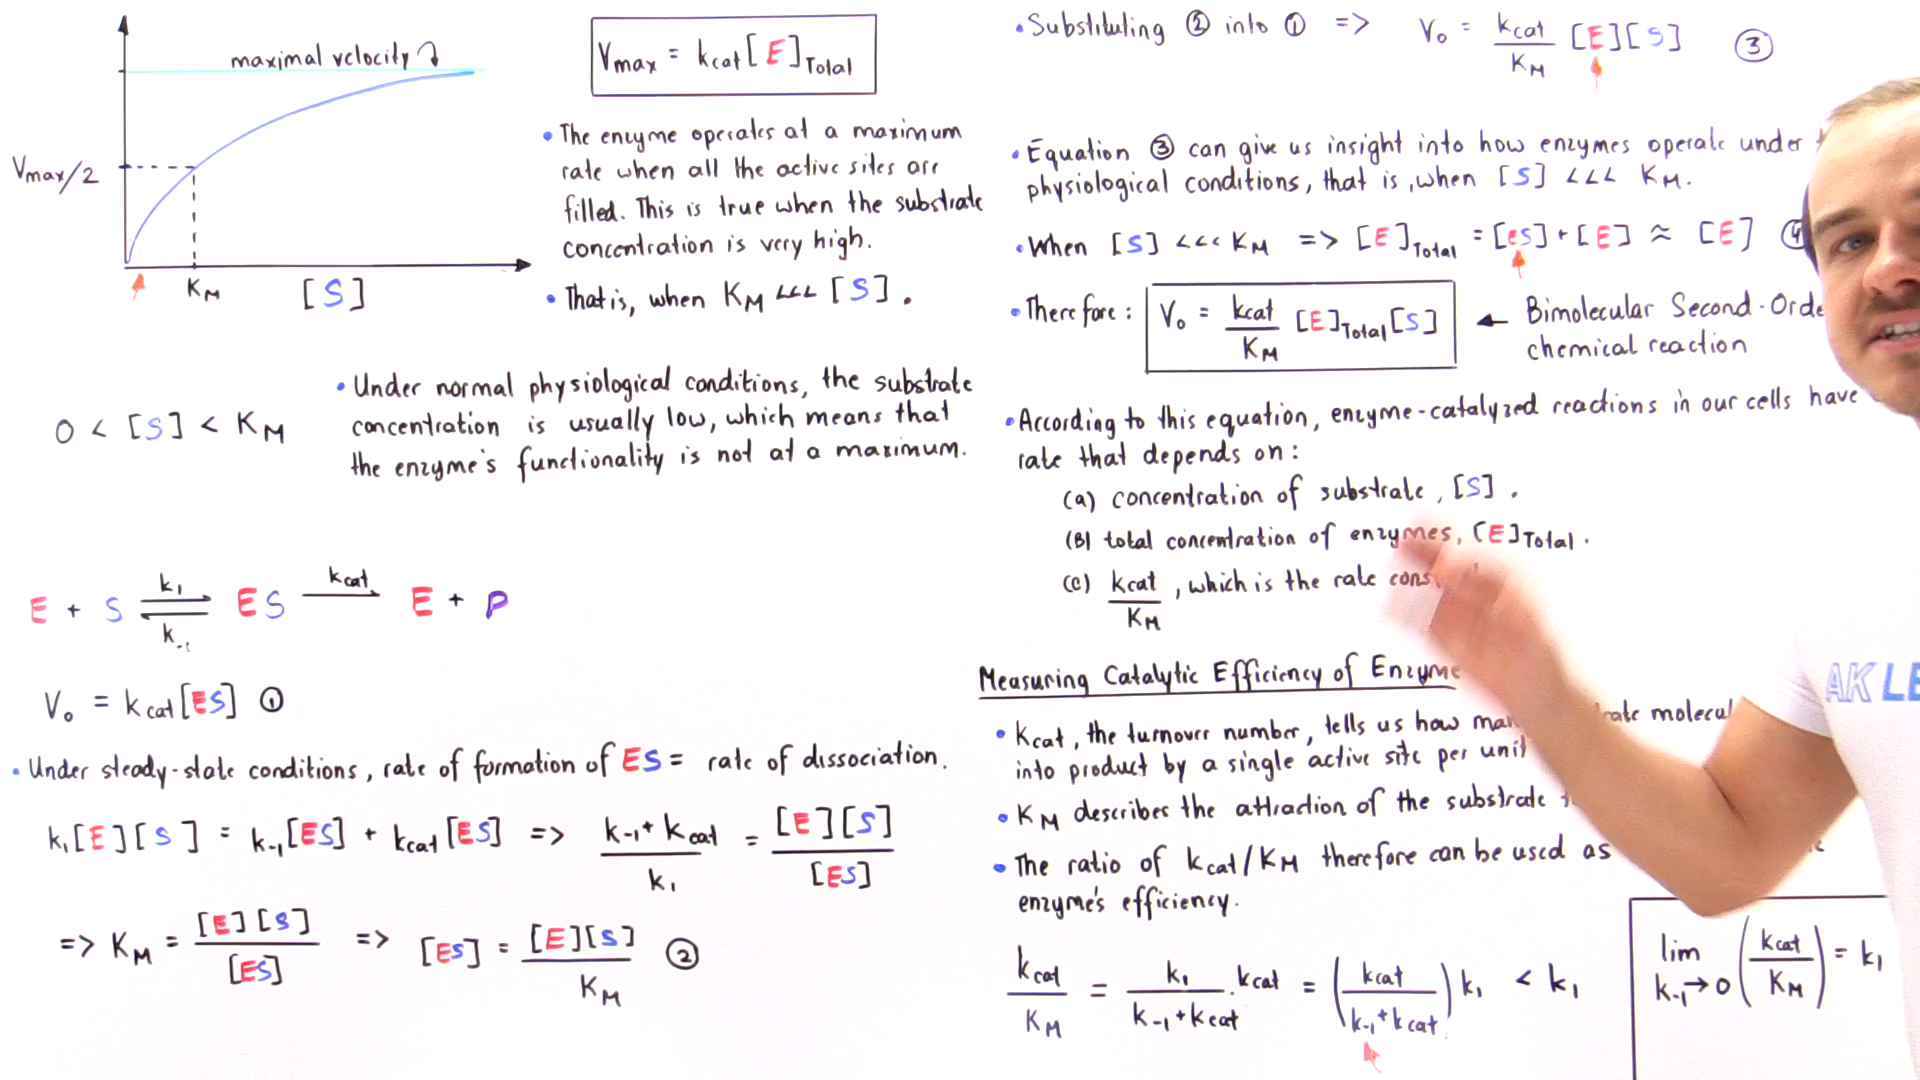 maximal velocity
Vmax/2
KM
[S]
Vmax = kcat[E]Total
• The enzyme operates at a maximum
rate when all the active sites are
filled. This is true when the substrate
concentration is very high.
• That is, when KM <<< [S].
0 < [S] < KM
• Under normal physiological conditions, the substrate
concentration is usually low, which means that
the enzyme's functionality is not at a maximum.
E + S ⇌ ES → E + P
k1
k-1
kcat
V0 = kcat[ES] ①
• Under steady-state conditions, rate of formation of ES = rate of dissociation.
k1[E][S] = k-1[ES] + kcat[ES] => (k-1 + kcat)/k1 = [E][S]/[ES]
=> KM = [E][S]/[ES] => [ES] = [E][S]/KM ②
• Substituting ② into ① => V0 = kcat/KM [E][S] ③
• Equation ③ can give us insight into how enzymes operate under
physiological conditions, that is, when [S] <<< KM.
• When [S] <<< KM => [E]Total = [ES] + [E] ≈ [E] ④
• Therefore: V0 = kcat/KM [E]Total[S] ← Bimolecular Second-Orde
chemical reaction
• According to this equation, enzyme-catalyzed reactions in our cells have
rate that depends on:
(a) concentration of substrate, [S].
(B) total concentration of enzymes, [E]Total.
(c) kcat/KM, which is the rate cons
Measuring Catalytic Efficiency of Enzyme
• kcat, the turnover number, tells us how man rate molecul
into product by a single active site per unit
• KM describes the attraction of the substrate
• The ratio of kcat/KM therefore can be used as
enzyme's efficiency.
kcat/KM = k1/(k-1 + kcat) · kcat = (kcat/(k-1 + kcat)) k1 < k1
lim k-1→0 (kcat/KM) = k1
AK LE